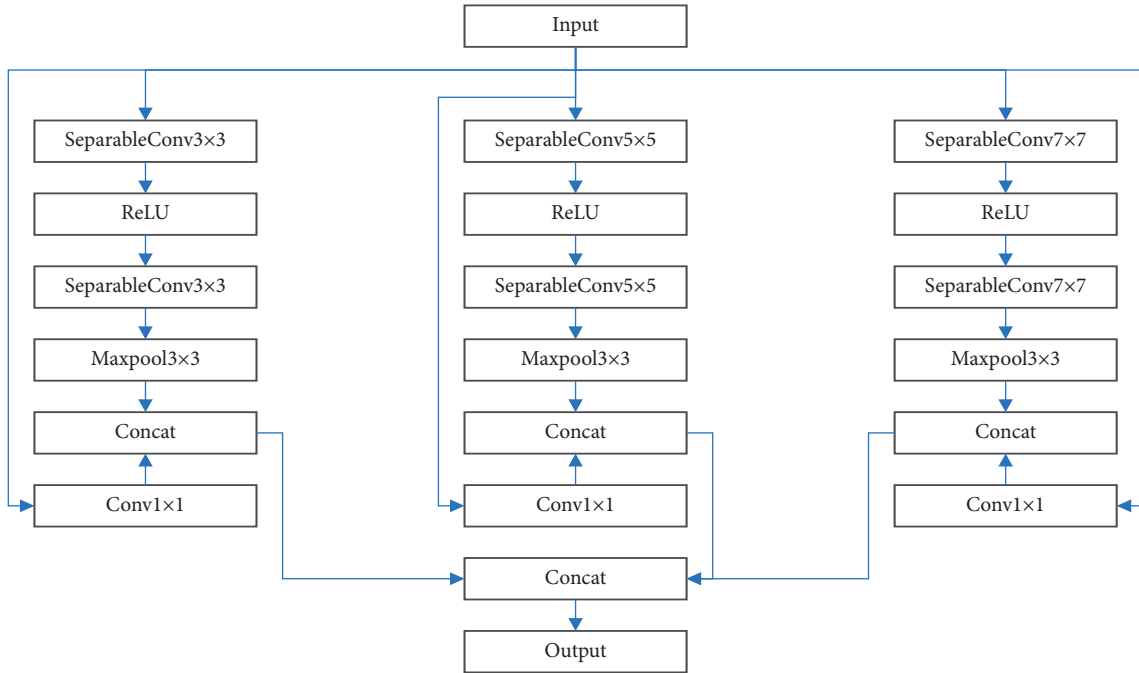 Input
SeparableConv3×3
SeparableConv5×5
SeparableConv7×7
ReLU
ReLU
ReLU
SeparableConv3×3
SeparableConv5×5
SeparableConv7×7
Maxpool3×3
Maxpool3×3
Maxpool3×3
Concat
Concat
Concat
Conv1×1
Conv1×1
Conv1×1
Concat
Output